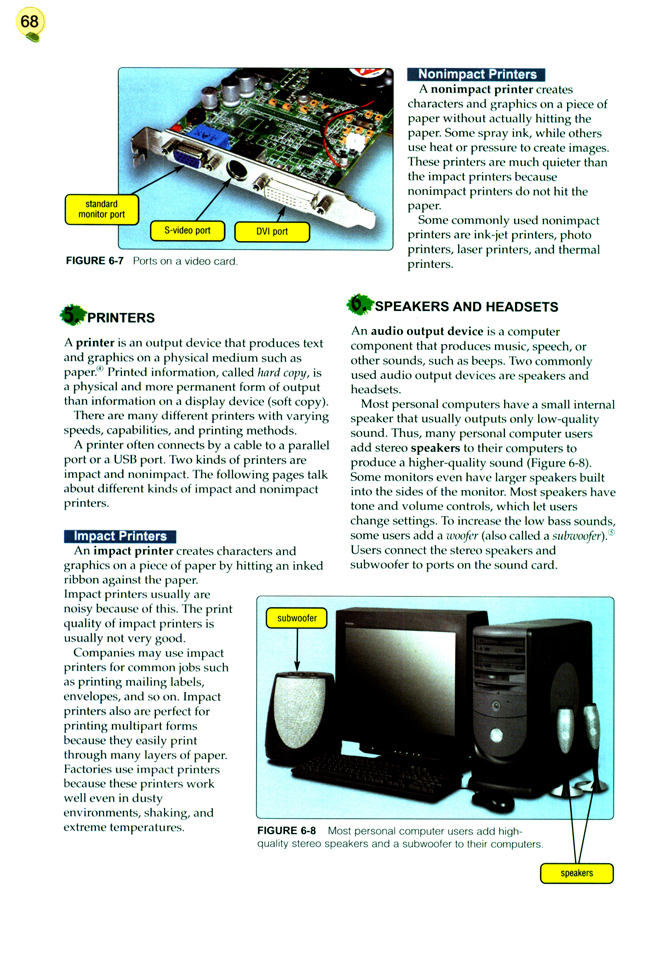 68
standard
monitor port
S-video port
DVI port
FIGURE 6-7 Ports on a video card.
5. PRINTERS
A printer is an output device that produces text
and graphics on a physical medium such as
paper.④ Printed information, called hard copy, is
a physical and more permanent form of output
than information on a display device (soft copy).
There are many different printers with varying
speeds, capabilities, and printing methods.
A printer often connects by a cable to a parallel
port or a USB port. Two kinds of printers are
impact and nonimpact. The following pages talk
about different kinds of impact and nonimpact
printers.
Impact Printers
An impact printer creates characters and
graphics on a piece of paper by hitting an inked
ribbon against the paper.
Impact printers usually are
noisy because of this. The print
quality of impact printers is
usually not very good.
Companies may use impact
printers for common jobs such
as printing mailing labels,
envelopes, and so on. Impact
printers also are perfect for
printing multipart forms
because they easily print
through many layers of paper.
Factories use impact printers
because these printers work
well even in dusty
environments, shaking, and
extreme temperatures.
Nonimpact Printers
A nonimpact printer creates
characters and graphics on a piece of
paper without actually hitting the
paper. Some spray ink, while others
use heat or pressure to create images.
These printers are much quieter than
the impact printers because
nonimpact printers do not hit the
paper.
Some commonly used nonimpact
printers are ink-jet printers, photo
printers, laser printers, and thermal
printers.
6. SPEAKERS AND HEADSETS
An audio output device is a computer
component that produces music, speech, or
other sounds, such as beeps. Two commonly
used audio output devices are speakers and
headsets.
Most personal computers have a small internal
speaker that usually outputs only low-quality
sound. Thus, many personal computer users
add stereo speakers to their computers to
produce a higher-quality sound (Figure 6-8).
Some monitors even have larger speakers built
into the sides of the monitor. Most speakers have
tone and volume controls, which let users
change settings. To increase the low bass sounds,
some users add a woofer (also called a subwoofer).⑤
Users connect the stereo speakers and
subwoofer to ports on the sound card.
subwoofer
FIGURE 6-8 Most personal computer users add high-
quality stereo speakers and a subwoofer to their computers.
speakers